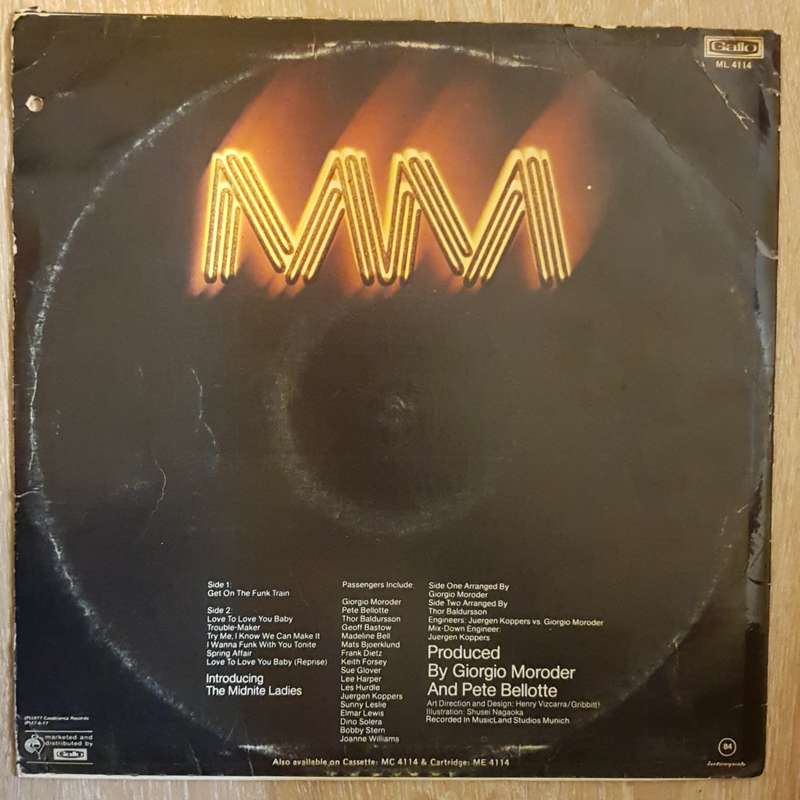 Gallo
ML 4114
MM
Side 1:
Get On The Funk Train
Side 2:
Love To Love You Baby
Trouble-Maker
Try Me, I Know We Can Make It
I Wanna Funk With You Tonite
Spring Affair
Love To Love You Baby (Reprise)
Introducing
The Midnite Ladies
Passengers Include:
Giorgio Moroder
Pete Bellotte
Thor Baldursson
Geoff Bastow
Madeline Bell
Mats Bjoerklund
Frank Dietz
Keith Forsey
Sue Glover
Lee Harper
Les Hurdle
Juergen Koppers
Sunny Leslie
Elmar Lewis
Dino Solera
Bobby Stern
Joanne Williams
Side One Arranged By
Giorgio Moroder
Side Two Arranged By
Thor Baldursson
Engineers: Juergen Koppers vs. Giorgio Moroder
Mix-Down Engineer:
Juergen Koppers
Produced
By Giorgio Moroder
And Pete Bellotte
Art Direction and Design: Henry Vizcarra/Gribbitt!
Illustration: Shusei Nagaoka
Recorded In MusicLand Studios Munich
1977 Casablanca Records
marketed and
distributed by
Gallo
Also available on Cassette: MC 4114 & Cartridge: ME 4114
84